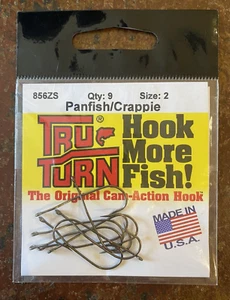 856ZS Qty: 9 Size: 2
Panfish/Crappie
TRU® TURN
Hook
More
Fish!
The Original Cam-Action Hook
MADE IN
U.S.A.